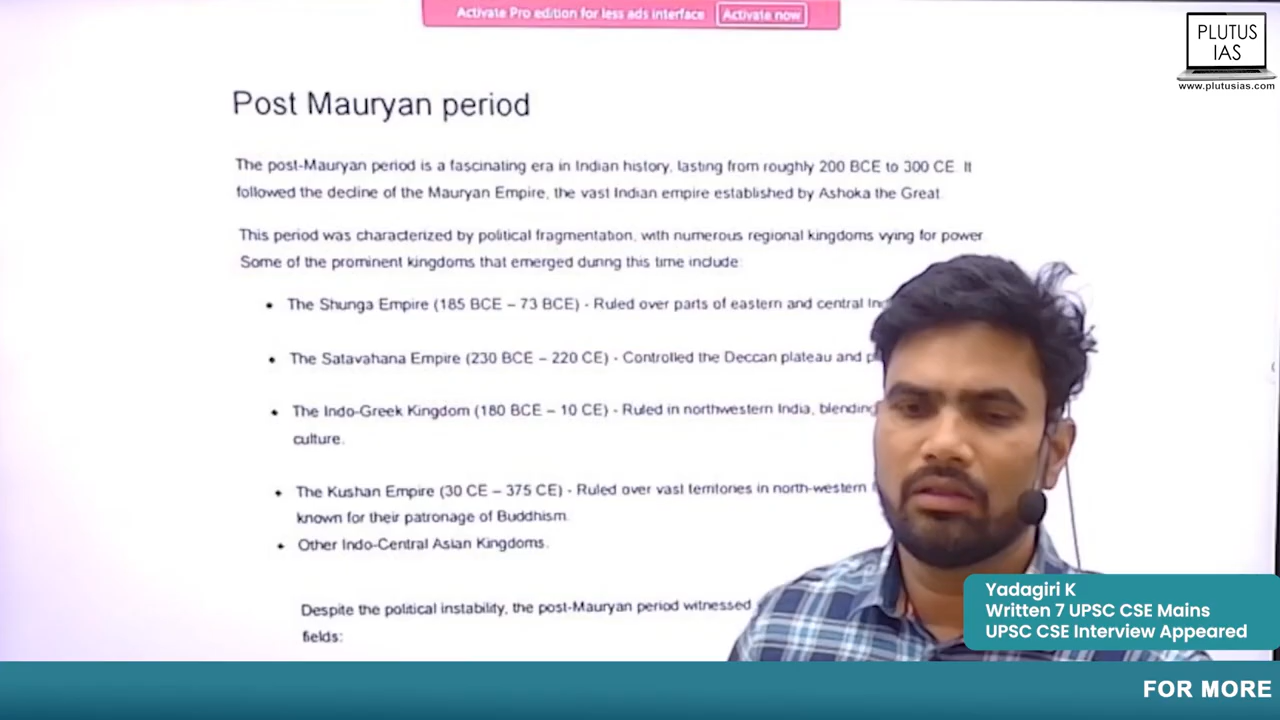 Activate Pro edition for less ads interface Activate now
PLUTUS
IAS
www.plutusias.com
Post Mauryan period
The post-Mauryan period is a fascinating era in Indian history, lasting from roughly 200 BCE to 300 CE. It
followed the decline of the Mauryan Empire, the vast Indian empire established by Ashoka the Great
This period was characterized by political fragmentation, with numerous regional kingdoms vying for power
Some of the prominent kingdoms that emerged during this time include:
• The Shunga Empire (185 BCE – 73 BCE) - Ruled over parts of eastern and central
• The Satavahana Empire (230 BCE – 220 CE) - Controlled the Deccan plateau and
• The Indo-Greek Kingdom (180 BCE – 10 CE) - Ruled in northwestern India, blending
culture.
• The Kushan Empire (30 CE – 375 CE) - Ruled over vast territories in north-western
known for their patronage of Buddhism.
• Other Indo-Central Asian Kingdoms.
Despite the political instability, the post-Mauryan period witnessed
fields:
Yadagiri K
Written 7 UPSC CSE Mains
UPSC CSE Interview Appeared
FOR MORE